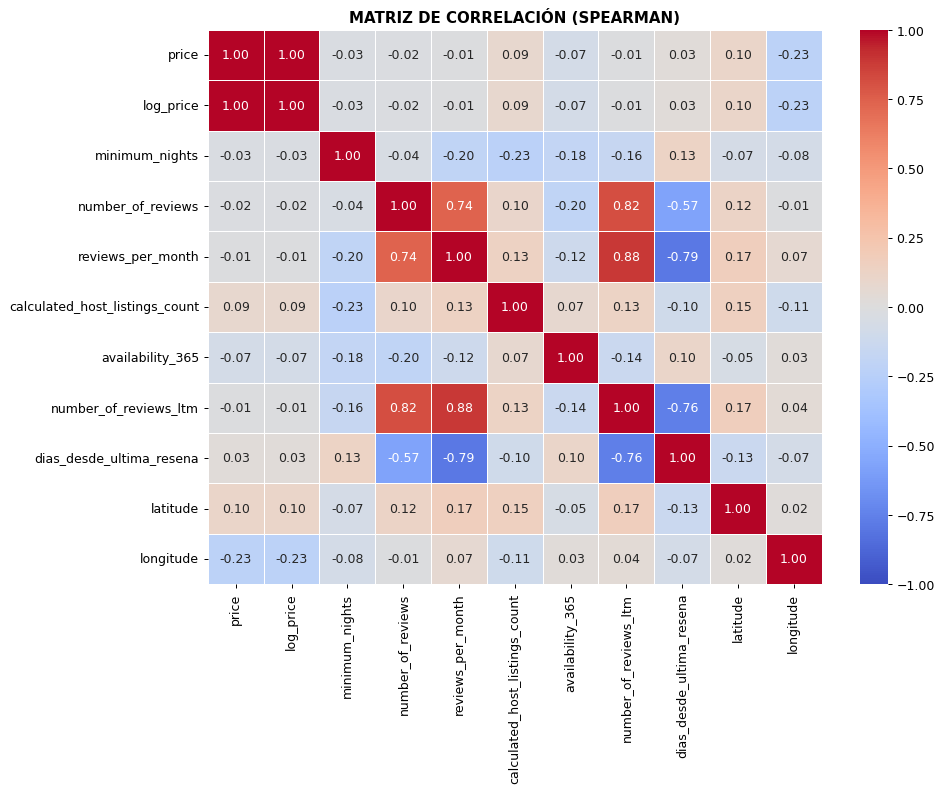 MATRIZ DE CORRELACIÓN (SPEARMAN)
price 1.00 1.00 -0.03 -0.02 -0.01 0.09 -0.07 -0.01 0.03 0.10 -0.23
log_price 1.00 1.00 -0.03 -0.02 -0.01 0.09 -0.07 -0.01 0.03 0.10 -0.23
minimum_nights -0.03 -0.03 1.00 -0.04 -0.20 -0.23 -0.18 -0.16 0.13 -0.07 -0.08
number_of_reviews -0.02 -0.02 -0.04 1.00 0.74 0.10 -0.20 0.82 -0.57 0.12 -0.01
reviews_per_month -0.01 -0.01 -0.20 0.74 1.00 0.13 -0.12 0.88 -0.79 0.17 0.07
calculated_host_listings_count 0.09 0.09 -0.23 0.10 0.13 1.00 0.07 0.13 -0.10 0.15 -0.11
availability_365 -0.07 -0.07 -0.18 -0.20 -0.12 0.07 1.00 -0.14 0.10 -0.05 0.03
number_of_reviews_ltm -0.01 -0.01 -0.16 0.82 0.88 0.13 -0.14 1.00 -0.76 0.17 0.04
dias_desde_ultima_resena 0.03 0.03 0.13 -0.57 -0.79 -0.10 0.10 -0.76 1.00 -0.13 -0.07
latitude 0.10 0.10 -0.07 0.12 0.17 0.15 -0.05 0.17 -0.13 1.00 0.02
longitude -0.23 -0.23 -0.08 -0.01 0.07 -0.11 0.03 0.04 -0.07 0.02 1.00
price
log_price
minimum_nights
number_of_reviews
reviews_per_month
calculated_host_listings_count
availability_365
number_of_reviews_ltm
dias_desde_ultima_resena
latitude
longitude
1.00
0.75
0.50
0.25
0.00
−0.25
−0.50
−0.75
−1.00